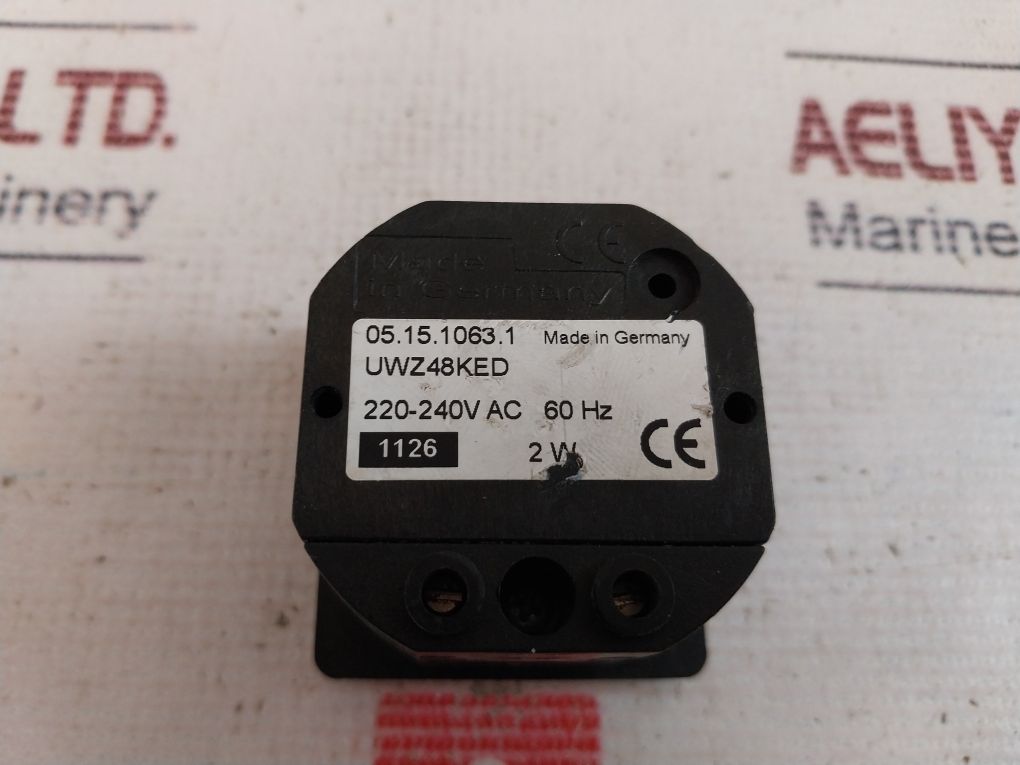 LTD.
AELIY
inery
Marine
CE
Made
in Germany
05.15.1063.1 Made in Germany
UWZ48KED
220-240V AC 60 Hz
1126 2 W
CE